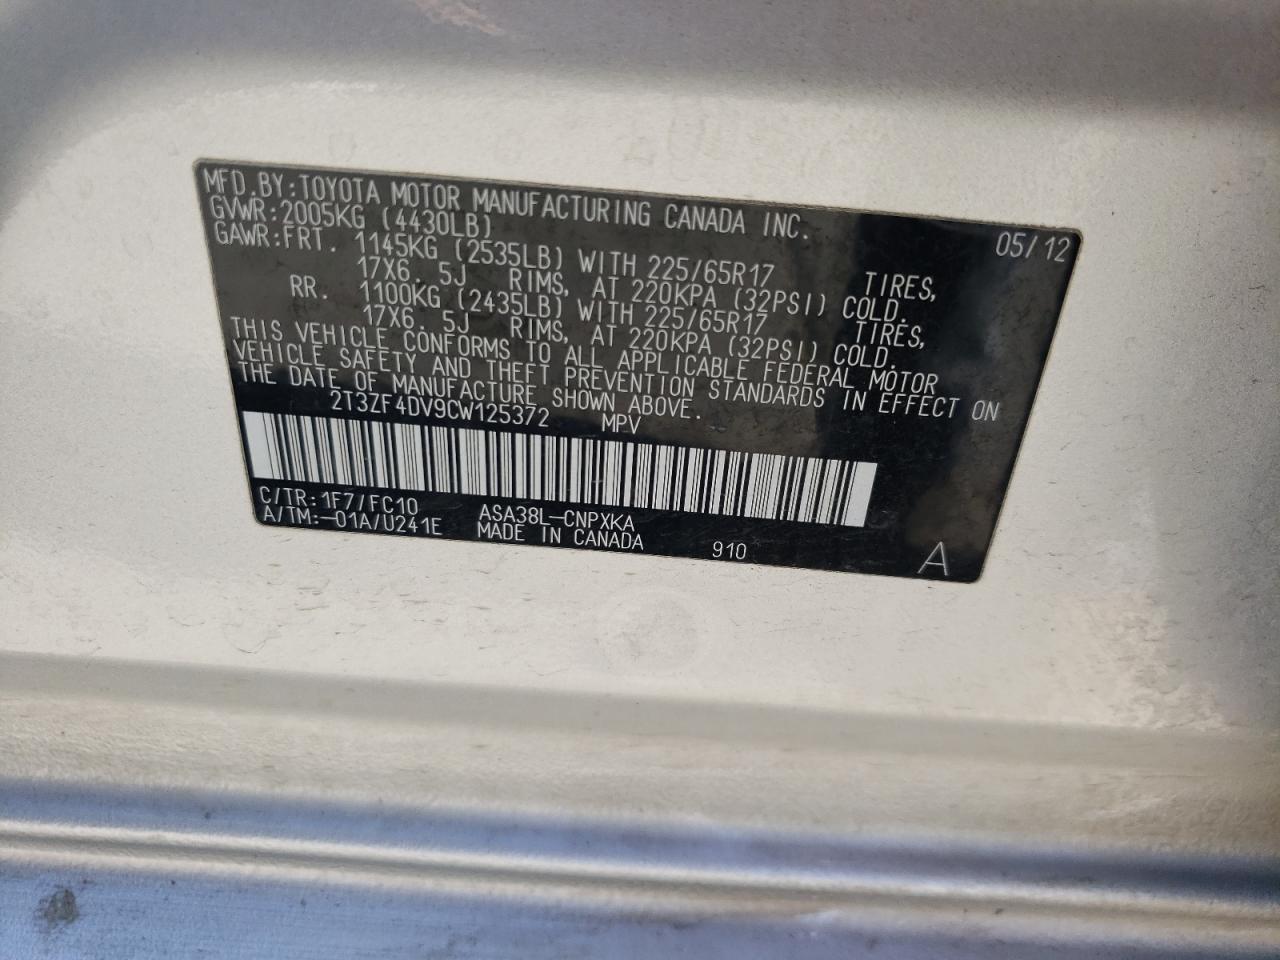 MFD.BY:TOYOTA MOTOR MANUFACTURING CANADA INC. 05/12
GVWR:2005KG (4430LB)
GAWR:FRT. 1145KG (2535LB) WITH 225/65R17 TIRES,
17X6.5J RIMS, AT 220KPA (32PSI) COLD.
RR. 1100KG (2435LB) WITH 225/65R17 TIRES,
17X6.5J RIMS, AT 220KPA (32PSI) COLD.
THIS VEHICLE CONFORMS TO ALL APPLICABLE FEDERAL MOTOR
VEHICLE SAFETY AND THEFT PREVENTION STANDARDS IN EFFECT ON
THE DATE OF MANUFACTURE SHOWN ABOVE.
2T3ZF4DV9CW125372 MPV
C/TR:1F7/FC10 ASA38L-CNPXKA
A/TM:-01A/U241E MADE IN CANADA 910 A